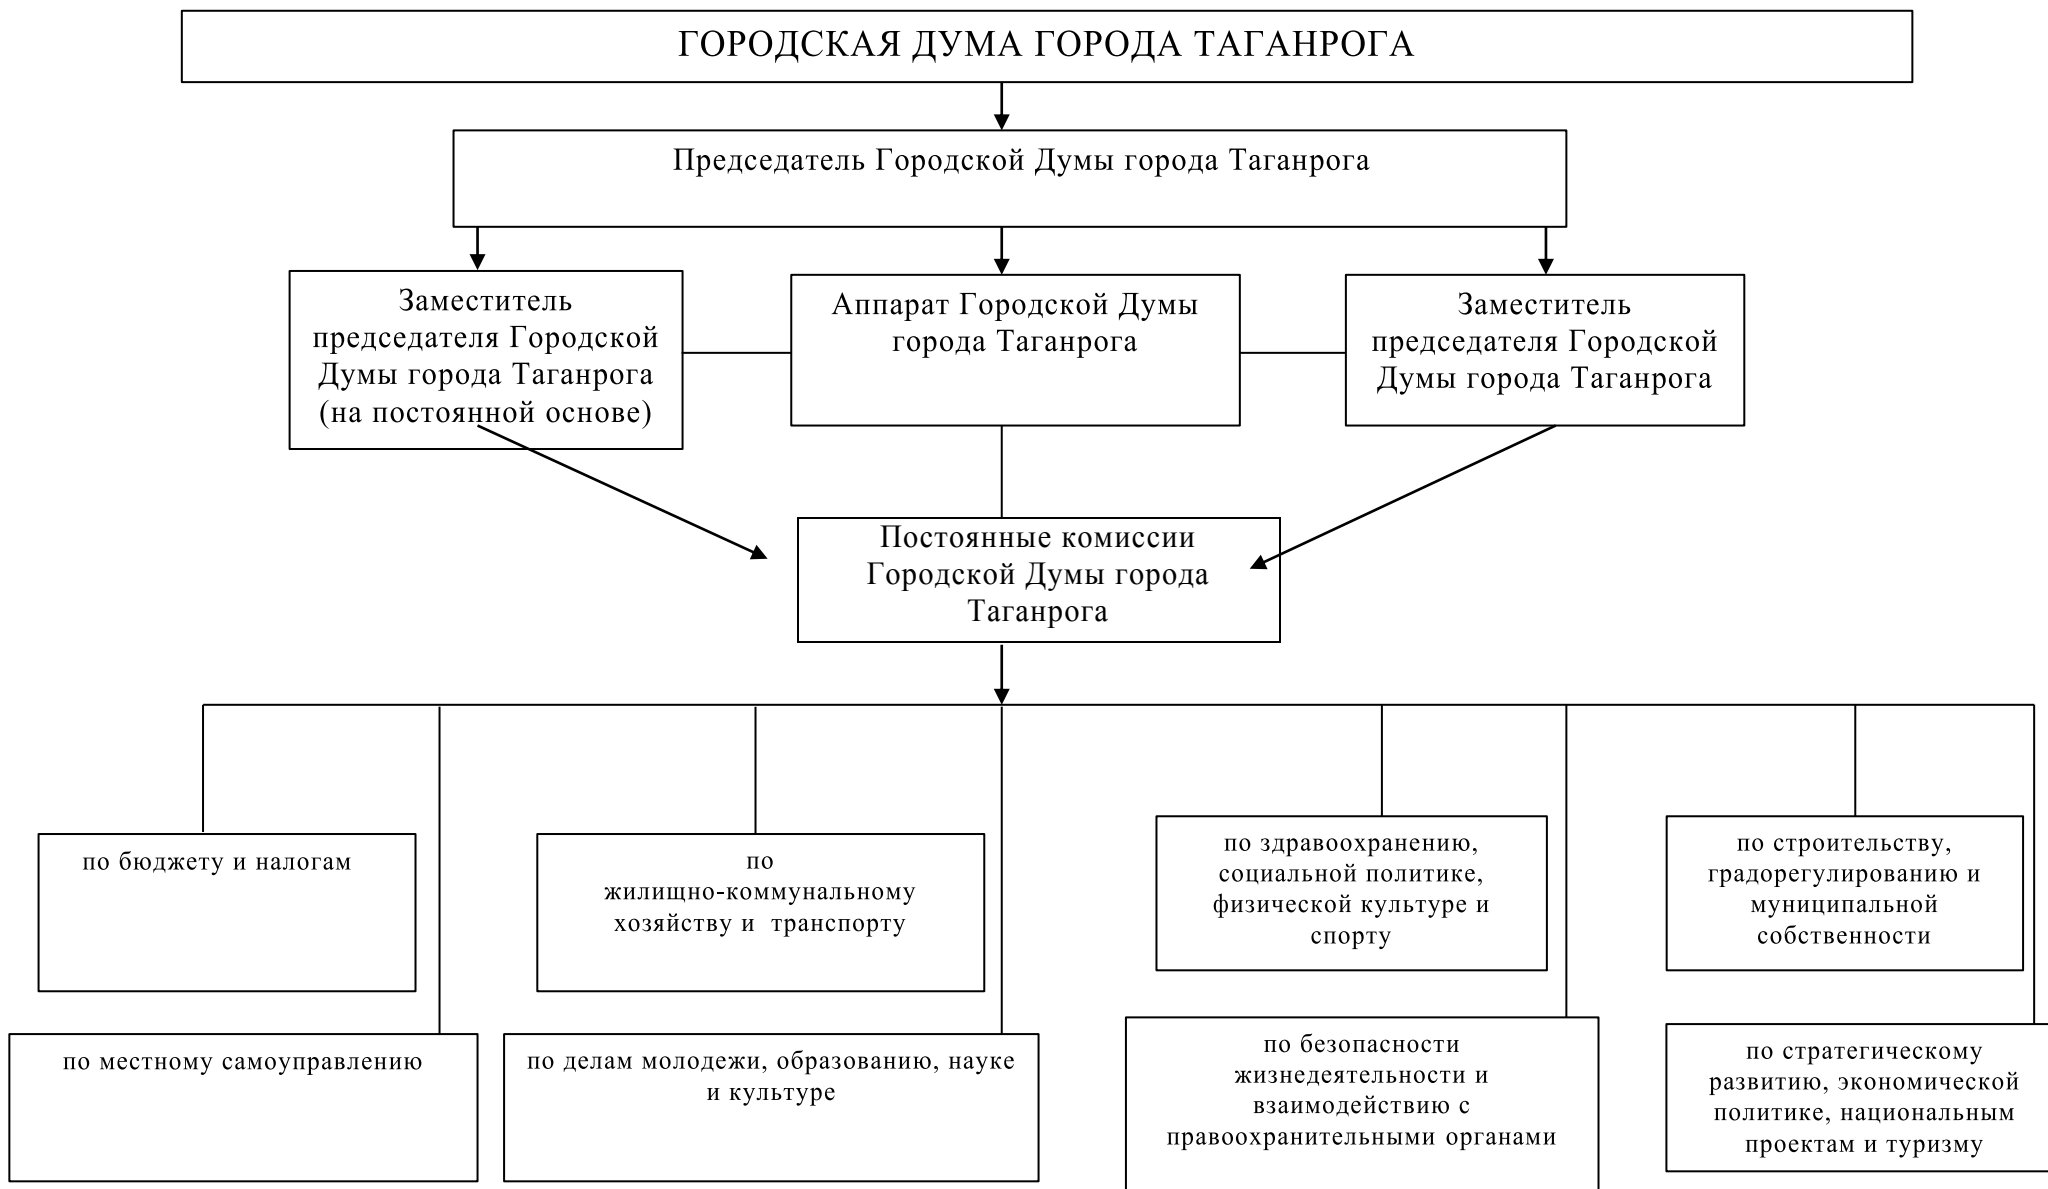 ГОРОДСКАЯ ДУМА ГОРОДА ТАГАНРОГА
Председатель Городской Думы города Таганрога
Заместитель
председателя Городской
Думы города Таганрога
(на постоянной основе)
Аппарат Городской Думы
города Таганрога
Заместитель
председателя Городской
Думы города Таганрога
Постоянные комиссии
Городской Думы города
Таганрога
по бюджету и налогам
по
жилищно-коммунальному
хозяйству и  транспорту
по здравоохранению,
социальной политике,
физической культуре и
спорту
по строительству,
градорегулированию и
муниципальной
собственности
по местному самоуправлению
по делам молодежи, образованию, науке
и культуре
по безопасности
жизнедеятельности и
взаимодействию с
правоохранительными органами
по стратегическому
развитию, экономической
политике, национальным
проектам и туризму